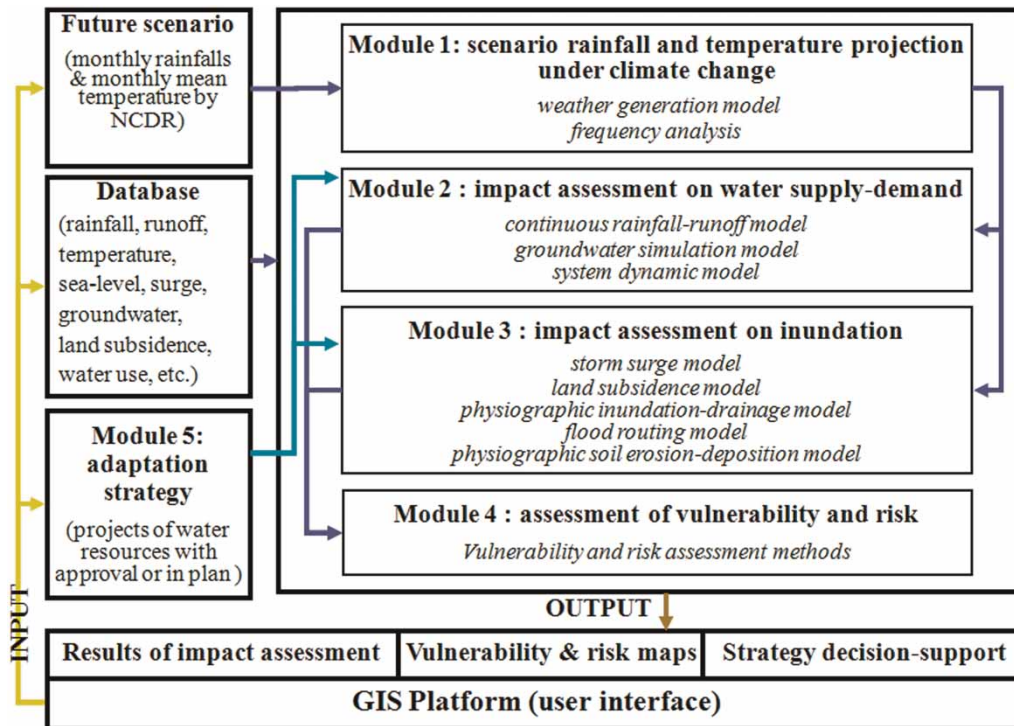 Future scenario
(monthly rainfalls
& monthly mean
temperature by
NCDR)
Database
(rainfall, runoff,
temperature,
sea-level, surge,
groundwater,
land subsidence,
water use, etc.)
Module 5:
adaptation
strategy
(projects of water
resources with
approval or in plan )
Module 1: scenario rainfall and temperature projection
under climate change
weather generation model
frequency analysis
Module 2 : impact assessment on water supply-demand
continuous rainfall-runoff model
groundwater simulation model
system dynamic model
Module 3 : impact assessment on inundation
storm surge model
land subsidence model
physiographic inundation-drainage model
flood routing model
physiographic soil erosion-deposition model
Module 4 : assessment of vulnerability and risk
Vulnerability and risk assessment methods
INPUT
OUTPUT
Results of impact assessment
Vulnerability & risk maps
Strategy decision-support
GIS Platform (user interface)